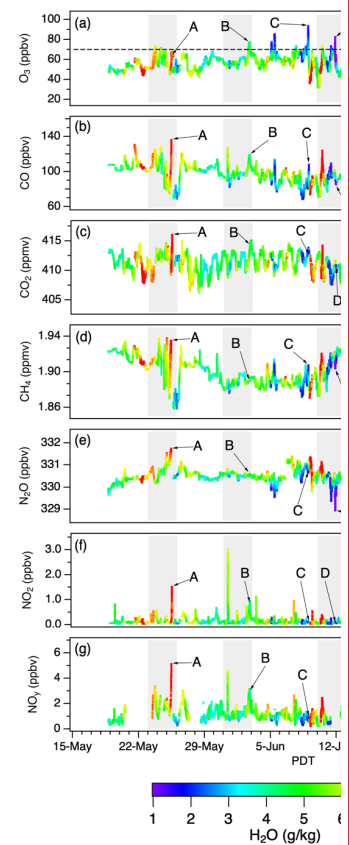 (a)
O3 (ppbv)
100
80
60
40
20
A
B
C
(b)
CO (ppbv)
140
100
60
A
B
C
(c)
CO2 (ppmv)
415
410
405
A
B
C
D
(d)
CH4 (ppmv)
1.94
1.90
1.86
A
B
C
(e)
N2O (ppbv)
332
331
330
329
A
B
C
(f)
NO2 (ppbv)
3.0
2.0
1.0
0.0
A
B
C
D
(g)
NOy (ppbv)
6
4
2
0
A
B
C
15-May 22-May 29-May 5-Jun 12-J
PDT
1 2 3 4 5
H2O (g/kg)